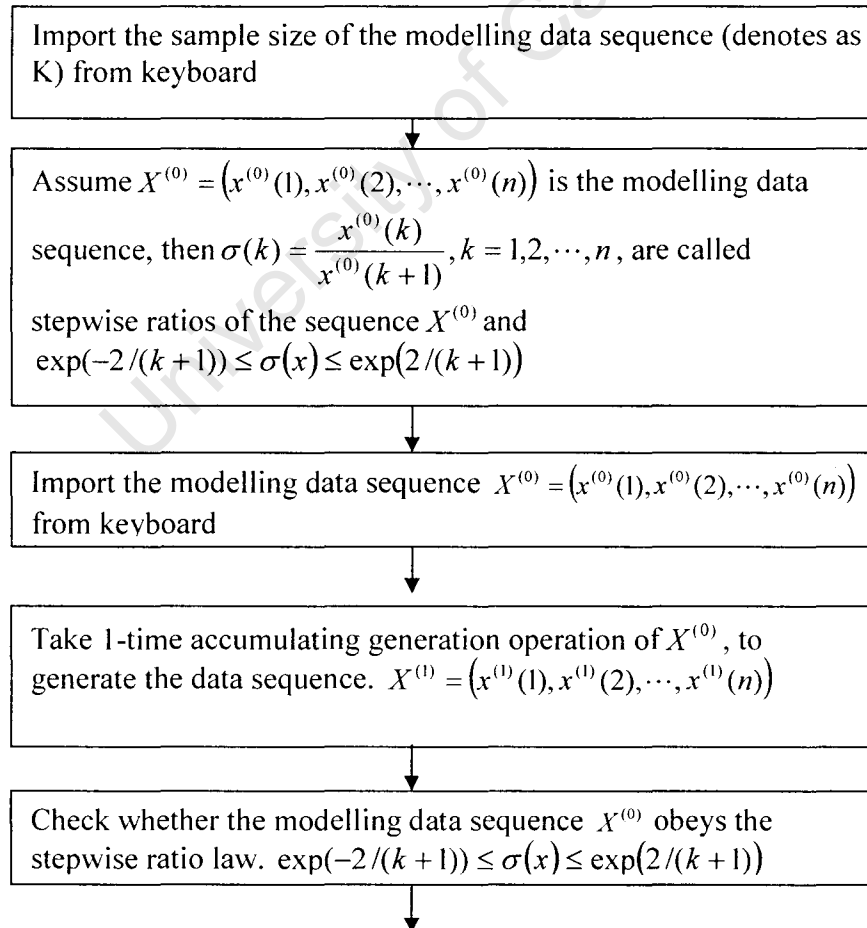 Import the sample size of the modelling data sequence (denotes as
K) from keyboard
Assume X^{(0)} = (x^{(0)}(1), x^{(0)}(2), ⋯, x^{(0)}(n)) is the modelling data
sequence, then σ(k) = \frac{x^{(0)}(k)}{x^{(0)}(k+1)}, k = 1,2,⋯,n, are called
stepwise ratios of the sequence X^{(0)} and
exp(−2/(k+1)) ≤ σ(x) ≤ exp(2/(k+1))
Import the modelling data sequence X^{(0)} = (x^{(0)}(1), x^{(0)}(2), ⋯, x^{(0)}(n))
from keyboard
Take 1-time accumulating generation operation of X^{(0)}, to
generate the data sequence. X^{(1)} = (x^{(1)}(1), x^{(1)}(2), ⋯, x^{(1)}(n))
Check whether the modelling data sequence X^{(0)} obeys the
stepwise ratio law. exp(−2/(k+1)) ≤ σ(x) ≤ exp(2/(k+1))
University of Ca